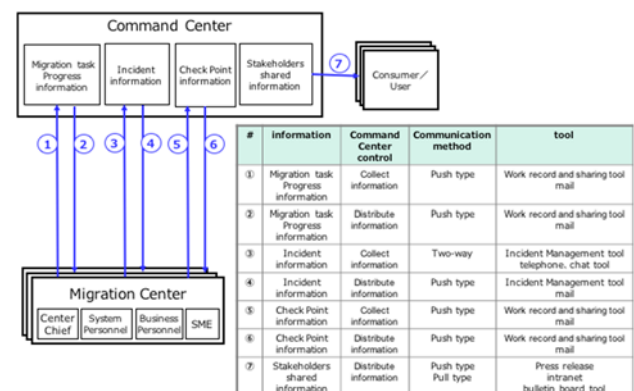 Command Center
Migration task
Progress
information
Incident
information
Check Point
information
Stakeholders
shared
information
⑦
Consumer／
User
① ② ③ ④ ⑤ ⑥
Migration Center
Center
Chief
System
Personnel
Business
Personnel
SME
# information Command
Center
control Communication
method tool
① Migration task
Progress
information Collect
information Push type Work record and sharing tool
mail
② Migration task
Progress
information Distribute
information Push type Work record and sharing tool
mail
③ Incident
information Collect
information Two-way Incident Management tool
telephone. chat tool
④ Incident
information Distribute
information Push type Incident Management tool
mail
⑤ Check Point
information Collect
information Push type Work record and sharing tool
mail
⑥ Check Point
information Distribute
information Push type Work record and sharing tool
mail
⑦ Stakeholders
shared
information Distribute
information Push type
Pull type Press release
intranet
bulletin board tool